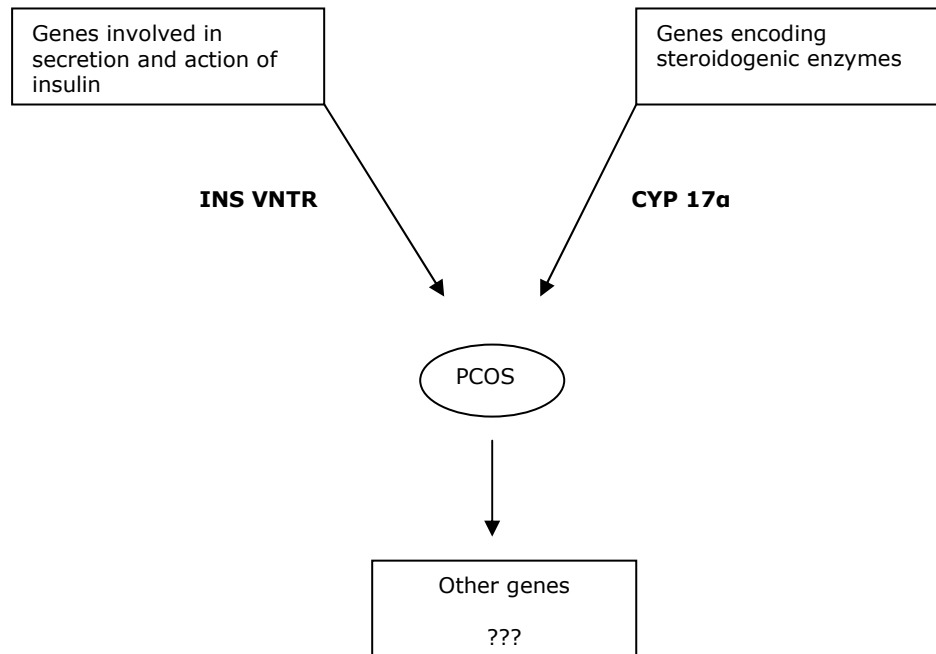 Genes involved in
secretion and action of
insulin
Genes encoding
steroidogenic enzymes
INS VNTR
CYP 17α
PCOS
Other genes
???